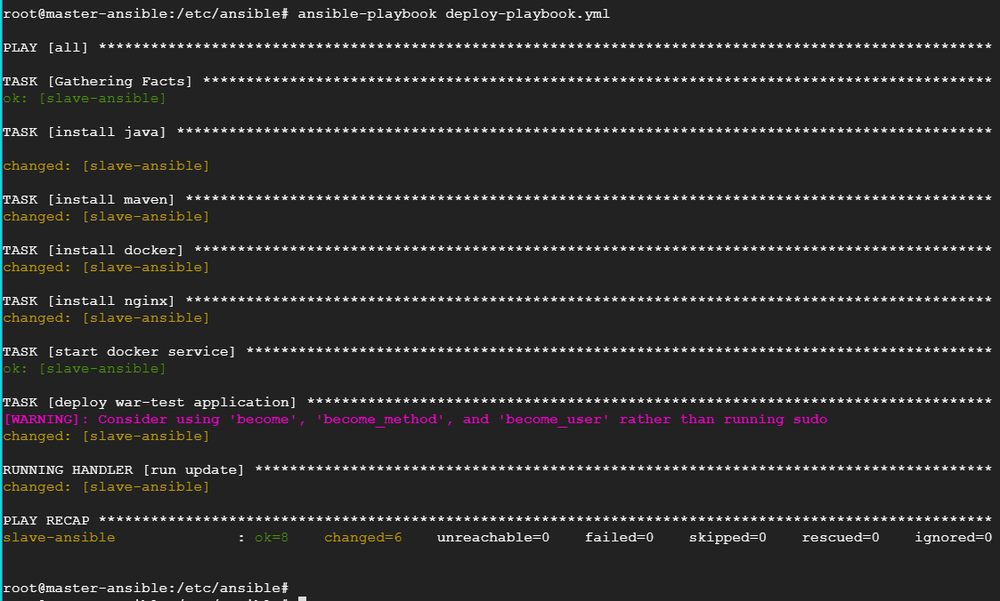 root@master-ansible:/etc/ansible# ansible-playbook deploy-playbook.yml
PLAY [all] *******************************************************************************************************
TASK [Gathering Facts] *******************************************************************************************
ok: [slave-ansible]
TASK [install java] **********************************************************************************************
changed: [slave-ansible]
TASK [install maven] *********************************************************************************************
changed: [slave-ansible]
TASK [install docker] ********************************************************************************************
changed: [slave-ansible]
TASK [install nginx] *********************************************************************************************
changed: [slave-ansible]
TASK [start docker service] **************************************************************************************
ok: [slave-ansible]
TASK [deploy war-test application] *******************************************************************************
[WARNING]: Consider using 'become', 'become_method', and 'become_user' rather than running sudo
changed: [slave-ansible]
RUNNING HANDLER [run update] *************************************************************************************
changed: [slave-ansible]
PLAY RECAP *******************************************************************************************************
slave-ansible              : ok=8    changed=6    unreachable=0    failed=0    skipped=0    rescued=0    ignored=0
root@master-ansible:/etc/ansible#